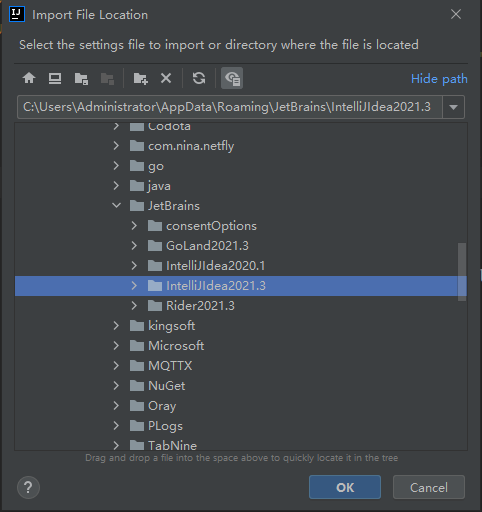 IJ
Import File Location
Select the settings file to import or directory where the file is located
Hide path
C:\Users\Administrator\AppData\Roaming\JetBrains\IntelliJIdea2021.3
Codota
com.nina.netfly
go
java
JetBrains
consentOptions
GoLand2021.3
IntelliJIdea2020.1
IntelliJIdea2021.3
Rider2021.3
kingsoft
Microsoft
MQTTX
NuGet
Oray
PLogs
TabNine
Drag and drop a file into the space above to quickly locate it in the tree
?
OK
Cancel